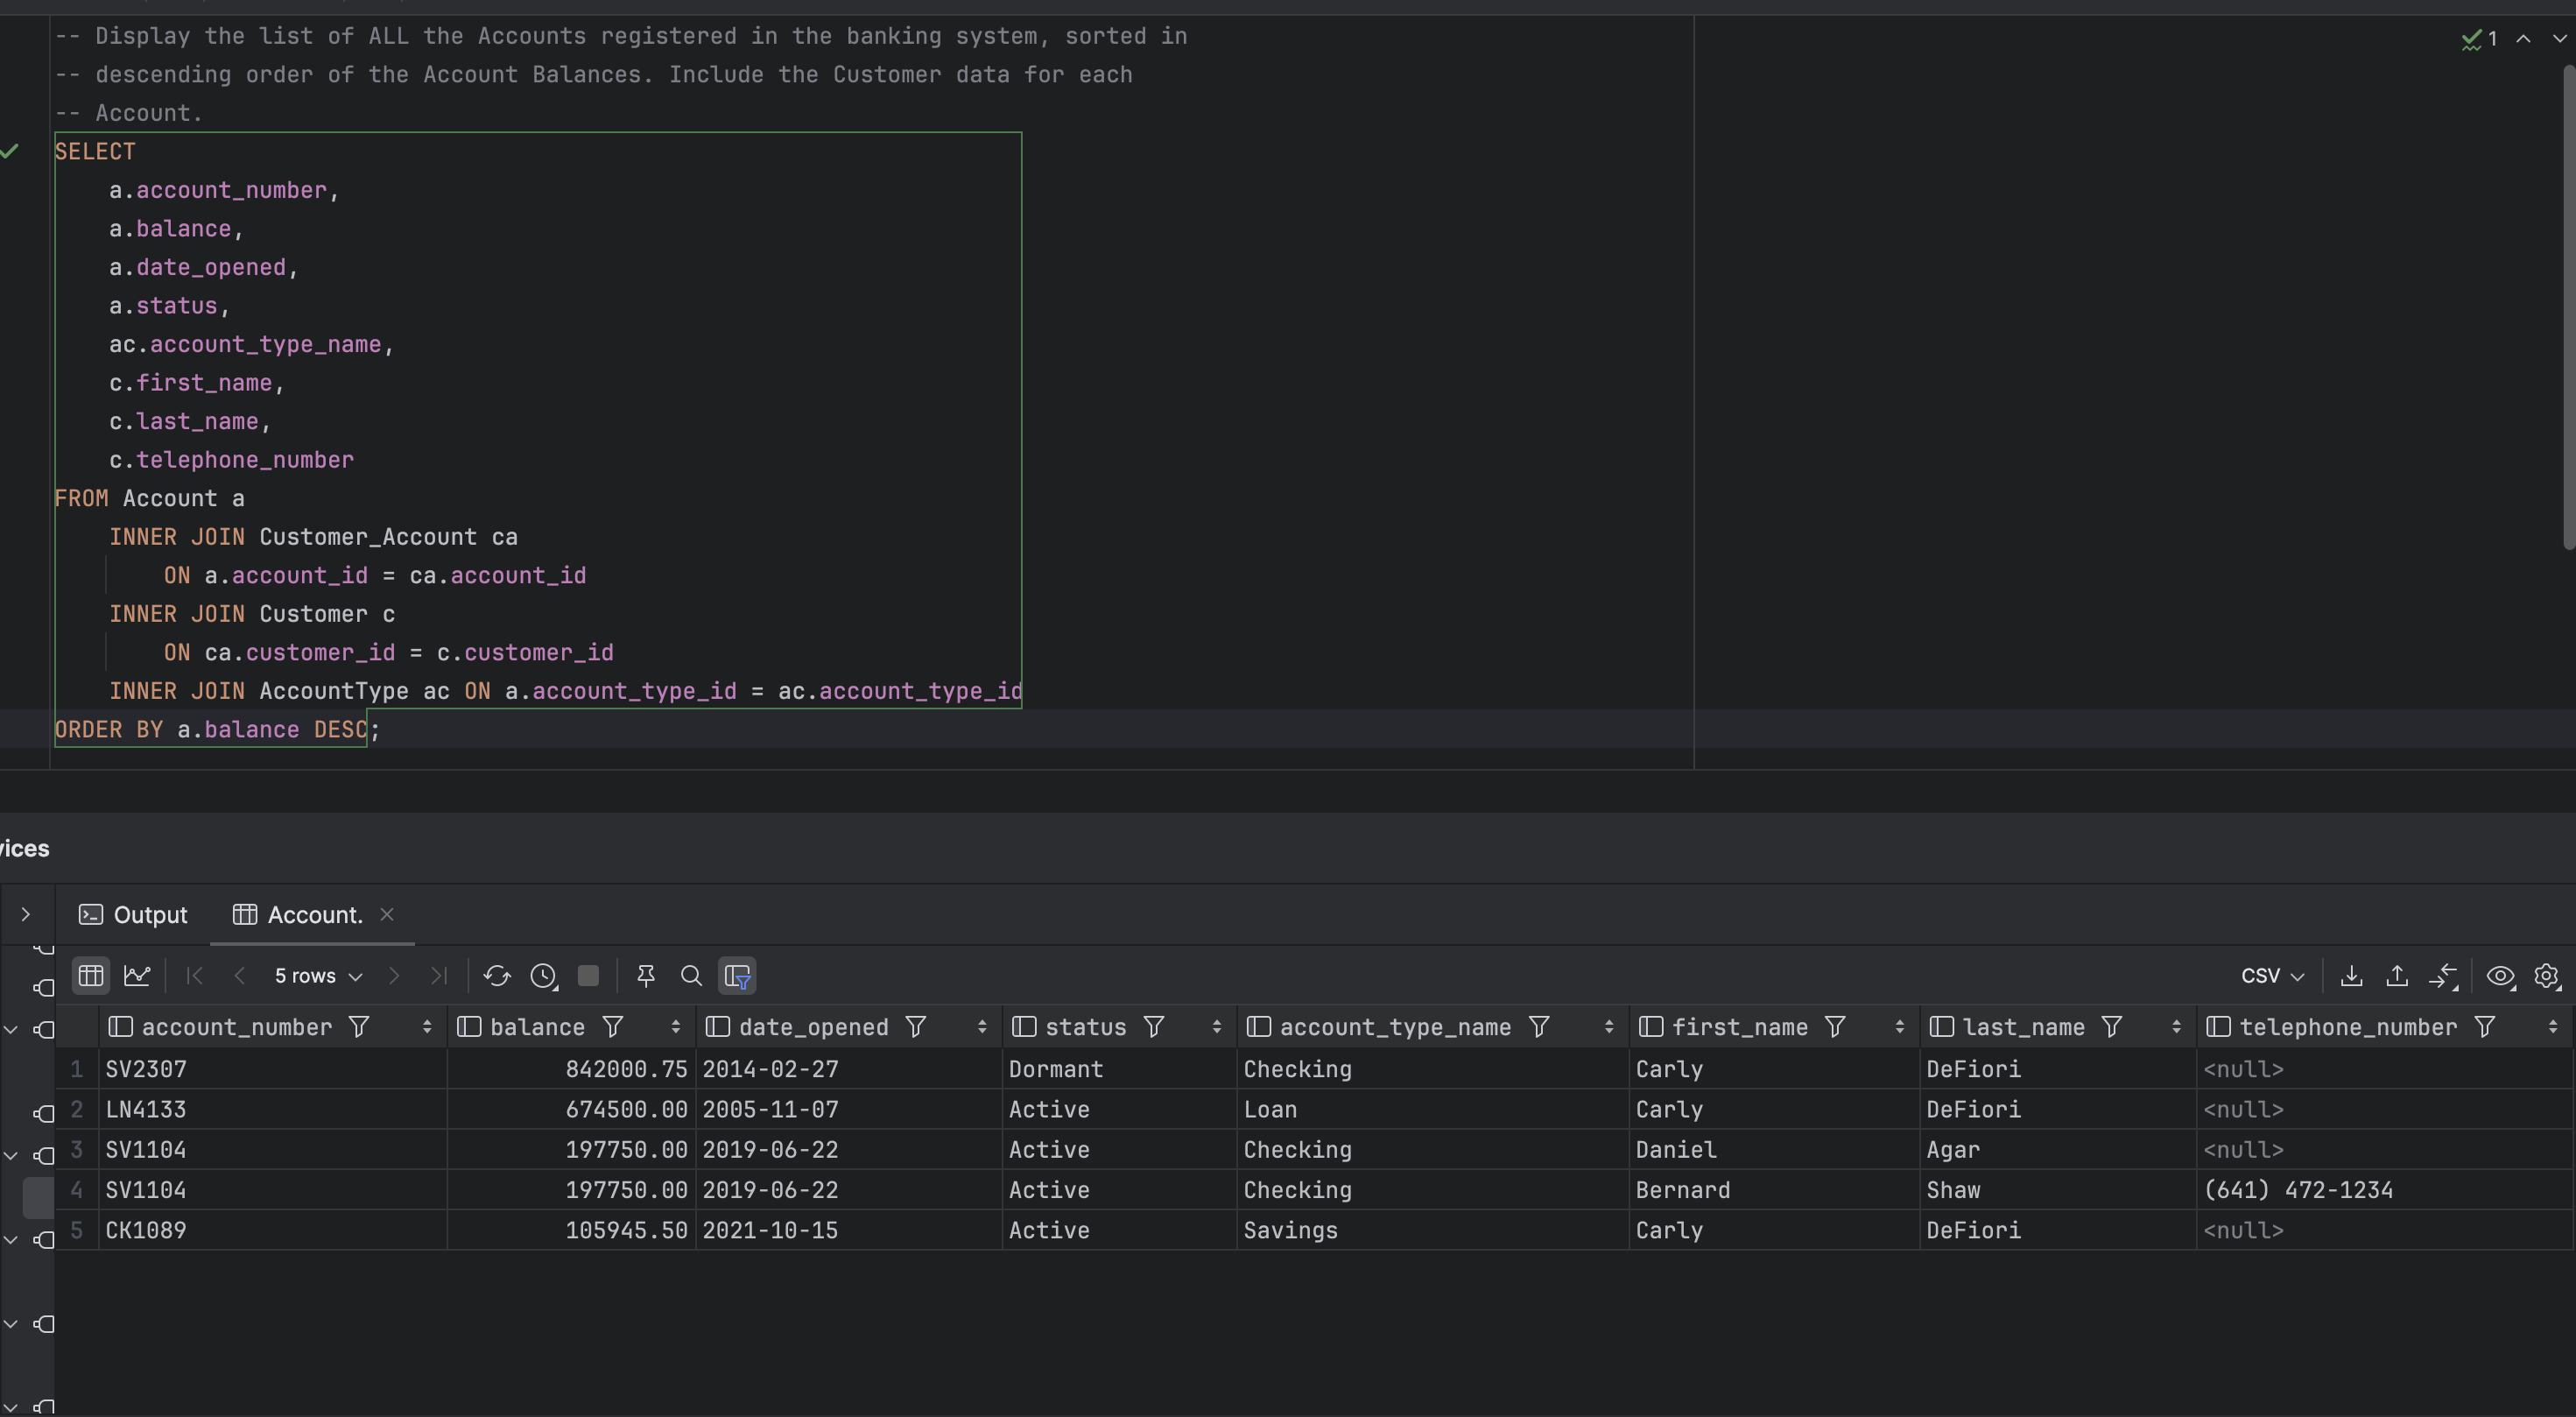 -- Display the list of ALL the Accounts registered in the banking system, sorted in
-- descending order of the Account Balances. Include the Customer data for each
-- Account.
1
SELECT
a.account_number,
a.balance,
a.date_opened,
a.status,
ac.account_type_name,
c.first_name,
c.last_name,
c.telephone_number
FROM Account a
INNER JOIN Customer_Account ca
ON a.account_id = ca.account_id
INNER JOIN Customer c
ON ca.customer_id = c.customer_id
INNER JOIN AccountType ac ON a.account_type_id = ac.account_type_id
ORDER BY a.balance DESC;
vices
Output Account.
5 rows CSV
account_number balance date_opened status account_type_name first_name last_name telephone_number
1 SV2307 842000.75 2014-02-27 Dormant Checking Carly DeFiori <null>
2 LN4133 674500.00 2005-11-07 Active Loan Carly DeFiori <null>
3 SV1104 197750.00 2019-06-22 Active Checking Daniel Agar <null>
4 SV1104 197750.00 2019-06-22 Active Checking Bernard Shaw (641) 472-1234
5 CK1089 105945.50 2021-10-15 Active Savings Carly DeFiori <null>